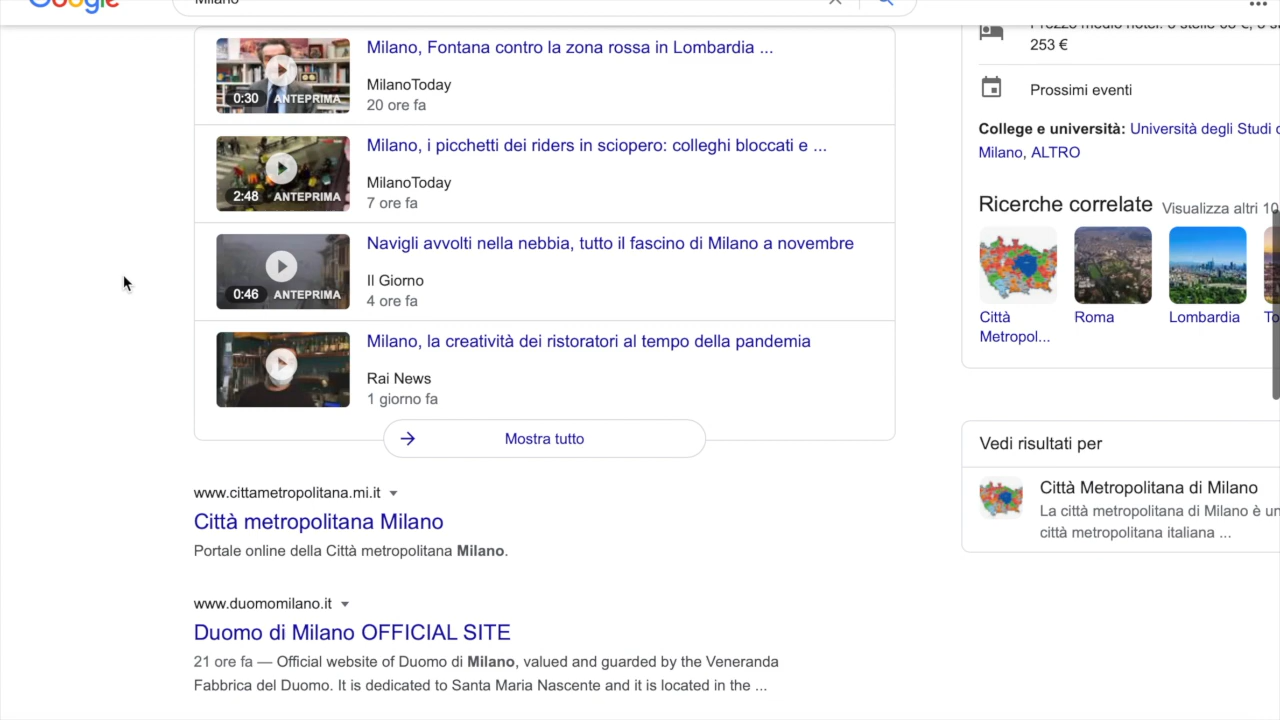 Google
Milano
Milano, Fontana contro la zona rossa in Lombardia ...
MilanoToday
20 ore fa
0:30 ANTEPRIMA
Milano, i picchetti dei riders in sciopero: colleghi bloccati e ...
MilanoToday
7 ore fa
2:48 ANTEPRIMA
Navigli avvolti nella nebbia, tutto il fascino di Milano a novembre
Il Giorno
4 ore fa
0:46 ANTEPRIMA
Milano, la creatività dei ristoratori al tempo della pandemia
Rai News
1 giorno fa
Mostra tutto
www.cittametropolitana.mi.it
Città metropolitana Milano
Portale online della Città metropolitana Milano.
www.duomomilano.it
Duomo di Milano OFFICIAL SITE
21 ore fa — Official website of Duomo di Milano, valued and guarded by the Veneranda
Fabbrica del Duomo. It is dedicated to Santa Maria Nascente and it is located in the ...
253 €
Prossimi eventi
College e università: Università degli Studi
Milano, ALTRO
Ricerche correlate Visualizza altri 10
Città
Metropol...
Roma
Lombardia
To
Vedi risultati per
Città Metropolitana di Milano
La città metropolitana di Milano è un
città metropolitana italiana ...